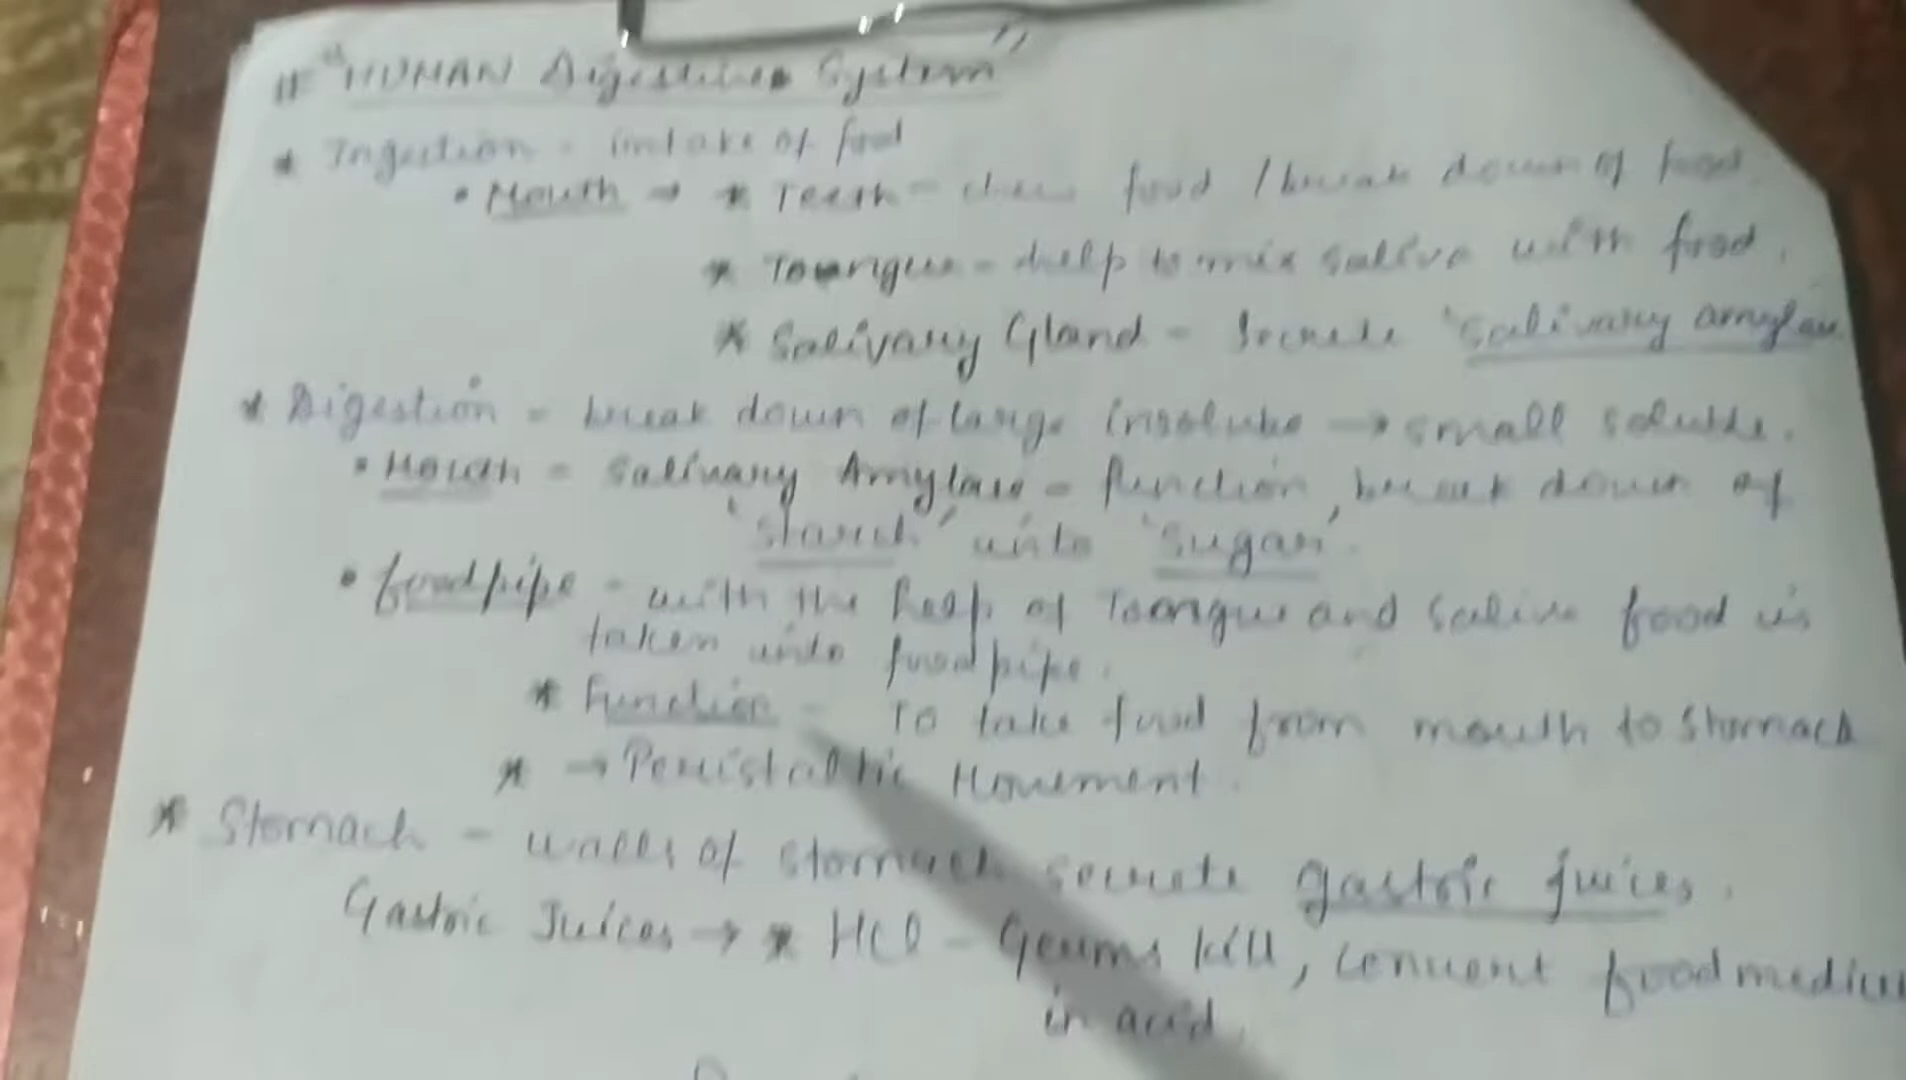 # "HUMAN Digestive System"
* Ingestion - intake of food
• Mouth → * Teeth - chew food / break down of food
* Toungue - help to mix saliva with food.
* Salivary Gland - Secrete 'salivary amylase
* Digestion - break down of large insoluble → small soluble.
• Mouth - Salivary Amylase - function, break down of
'Starch' into 'Sugar'.
• foodpipe - with the help of Toongue and saliva food is
taken into foodpipe.
* Function - To take food from mouth to Stomach
* → Peristaltic Movement.
* Stomach - walls of stomach secrete gastric juices.
Gastric Juices → * HCl - Germs kill, convert food medium
in acid.